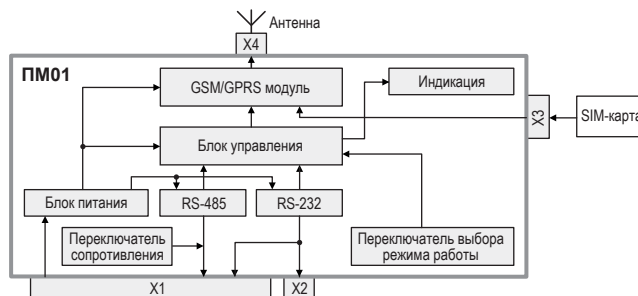 Антенна
X4
ПМ01
GSM/GPRS модуль
Индикация
X3
SIM-карта
Блок управления
Блок питания
RS-485
RS-232
Переключатель
сопротивления
Переключатель выбора
режима работы
X1
X2